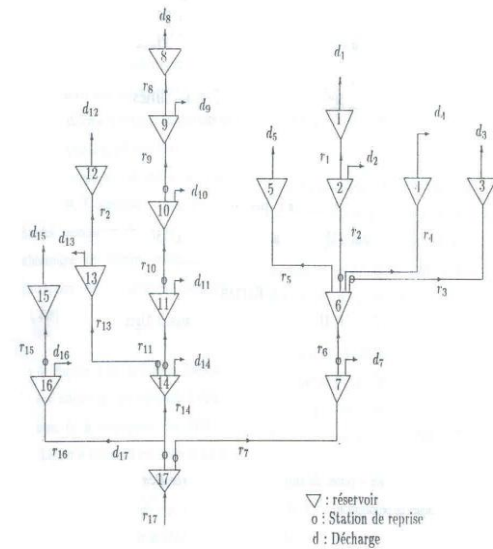 d8
d1
8
r8
d9
d12
9
1
d4
d3
d5
r1
d2
r9
12
d10
5
2
4
3
10
r2
d15
r2
r4
d13
r10
d11
r5
r3
15
13
11
6
r13
r15
d16
r11
d14
r6
d7
16
14
7
r14
r16
d17
r7
17
r17
▽ : réservoir
o : Station de reprise
d : Décharge